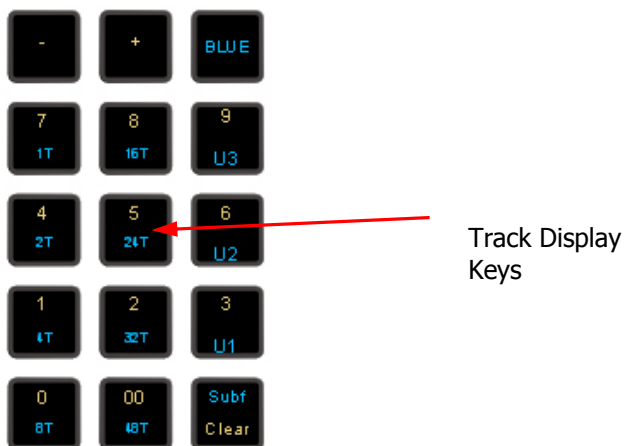 - + BLUE
7 8 9
1T 16T U3
4 5 6
2T 24T U2
Track Display
Keys
1 2 3
4T 32T U1
0 00 Subf
8T 48T Clear